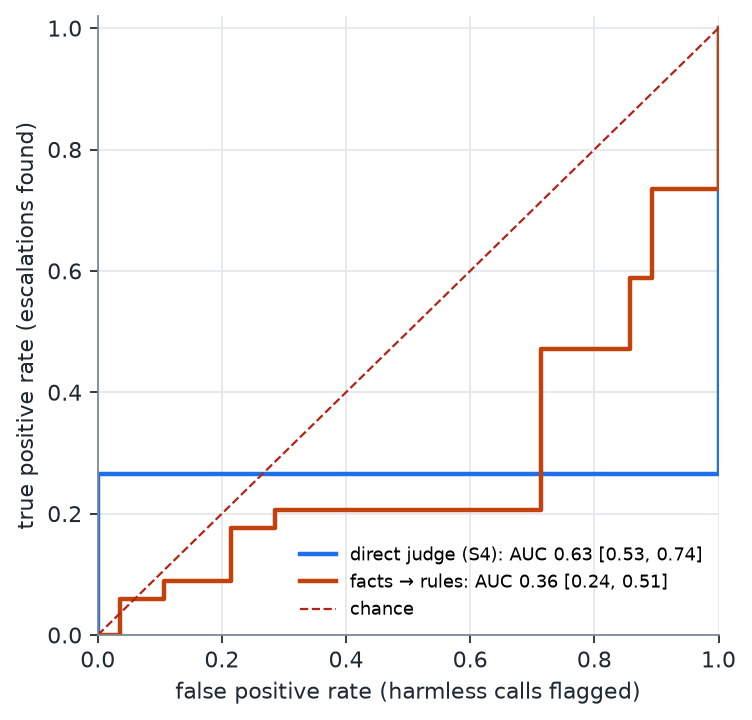 true positive rate (escalations found)
1.0
0.8
0.6
0.4
0.2
0.0
direct judge (S4): AUC 0.63 [0.53, 0.74]
facts → rules: AUC 0.36 [0.24, 0.51]
chance
0.0 0.2 0.4 0.6 0.8 1.0
false positive rate (harmless calls flagged)